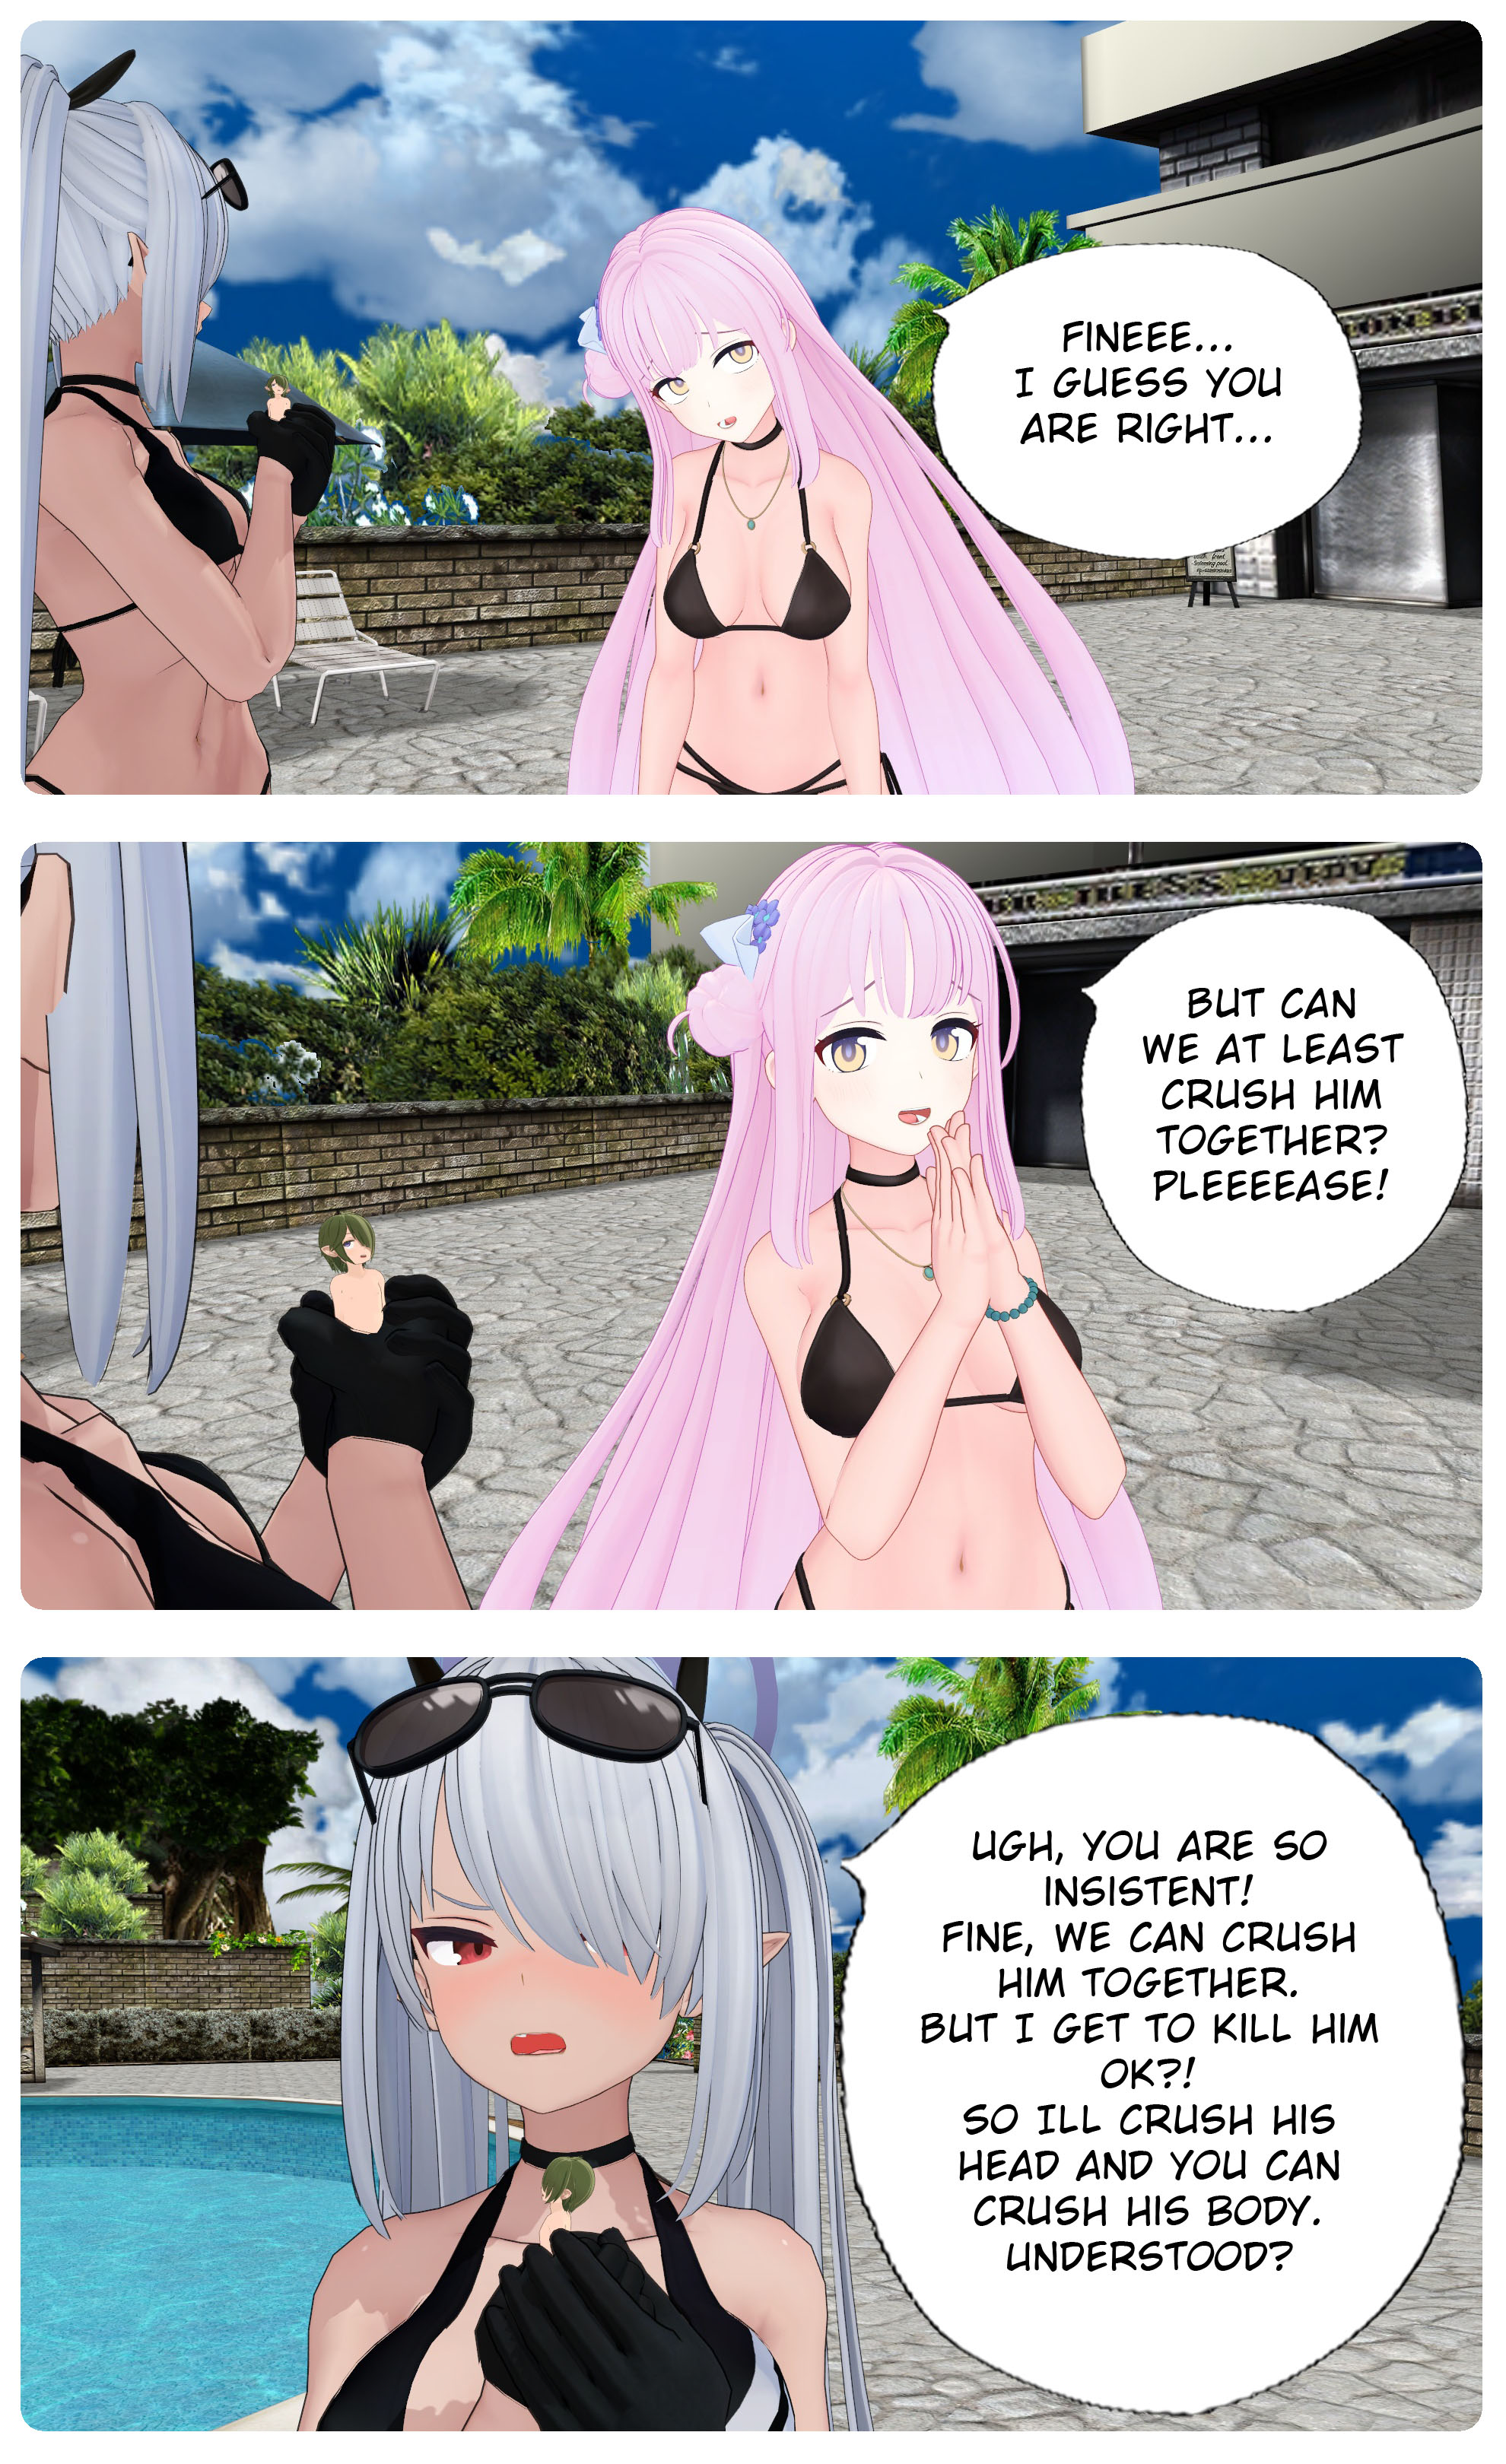 FINEEE...
I GUESS YOU
ARE RIGHT...
BUT CAN
WE AT LEAST
CRUSH HIM
TOGETHER?
PLEEEEASE!
UGH, YOU ARE SO
INSISTENT!
FINE, WE CAN CRUSH
HIM TOGETHER.
BUT I GET TO KILL HIM
OK?!
SO ILL CRUSH HIS
HEAD AND YOU CAN
CRUSH HIS BODY.
UNDERSTOOD?